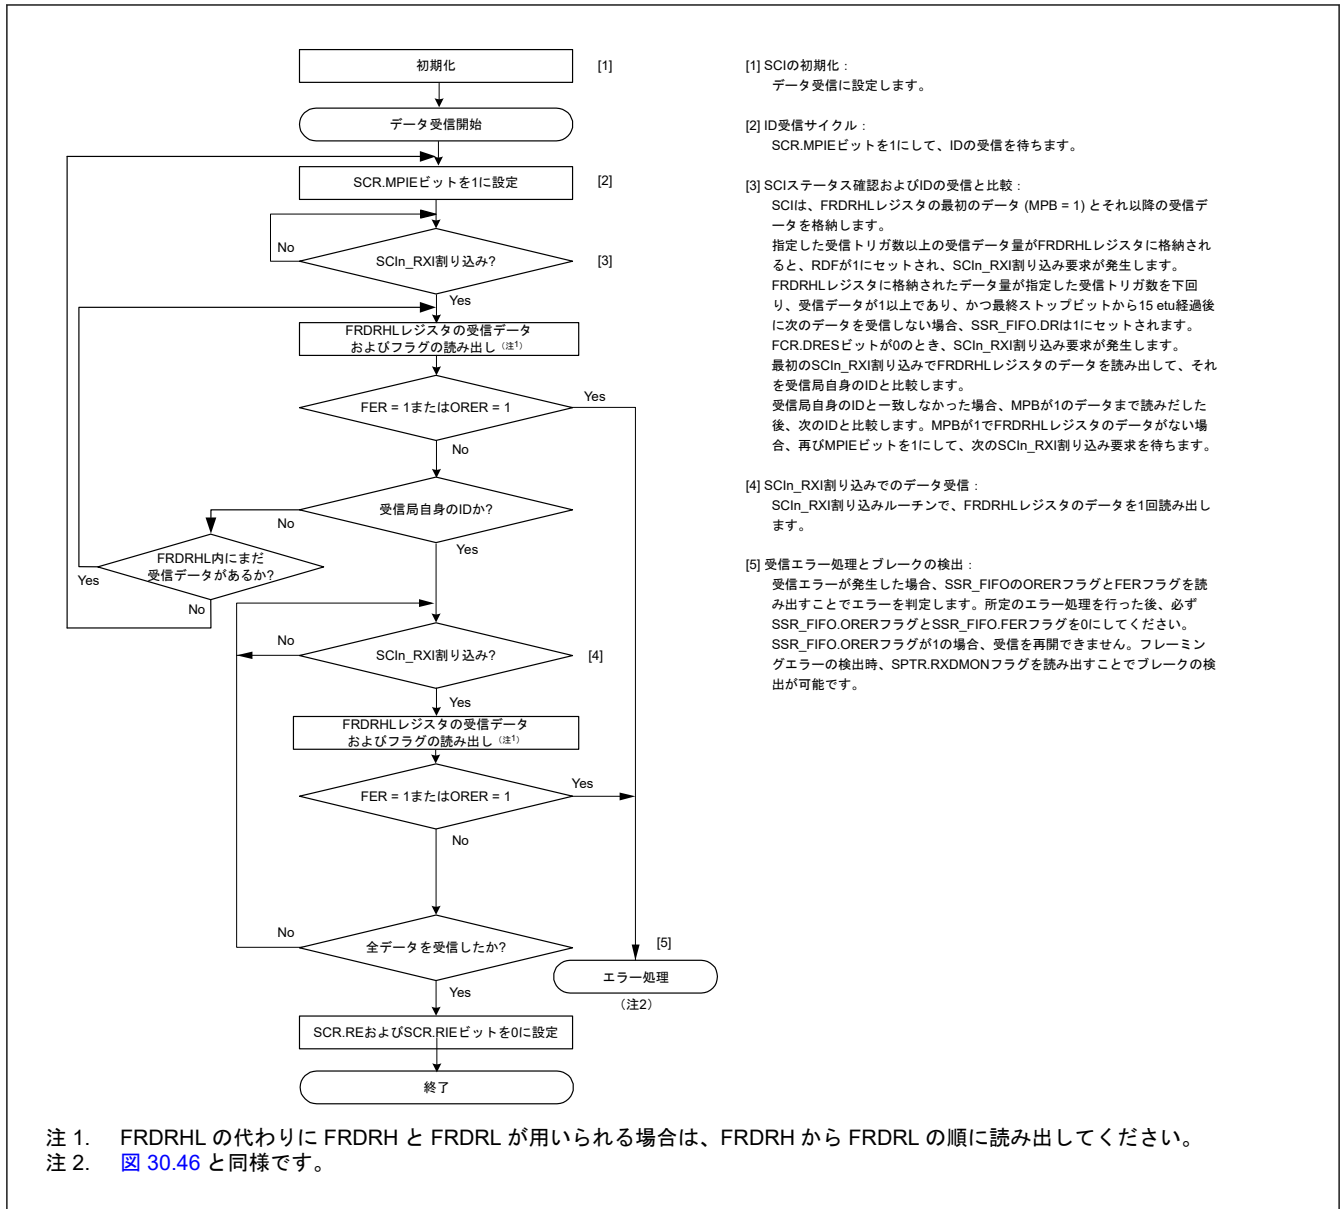 初期化
[1]
データ受信開始
SCR.MPIEビットを1に設定
[2]
No
SCIn_RXI割り込み?
[3]
Yes
FRDRHLレジスタの受信データ
およびフラグの読み出し（注1）
FER = 1またはORER = 1
Yes
No
受信局自身のIDか?
No
Yes
FRDRHL内にまだ
受信データがあるか?
Yes
No
No
SCIn_RXI割り込み?
[4]
Yes
FRDRHLレジスタの受信データ
およびフラグの読み出し（注1）
FER = 1またはORER = 1
Yes
No
No
全データを受信したか?
[5]
エラー処理
（注2）
Yes
SCR.REおよびSCR.RIEビットを0に設定
終了
[1] SCIの初期化：
データ受信に設定します。
[2] ID受信サイクル：
SCR.MPIEビットを1にして、IDの受信を待ちます。
[3] SCIステータス確認およびIDの受信と比較：
SCIは、FRDRHLレジスタの最初のデータ (MPB = 1) とそれ以降の受信デ
ータを格納します。
指定した受信トリガ数以上の受信データ量がFRDRHLレジスタに格納され
ると、RDFが1にセットされ、SCIn_RXI割り込み要求が発生します。
FRDRHLレジスタに格納されたデータ量が指定した受信トリガ数を下回
り、受信データが1以上であり、かつ最終ストップビットから15 etu経過後
に次のデータを受信しない場合、SSR_FIFO.DRは1にセットされます。
FCR.DRESビットが0のとき、SCIn_RXI割り込み要求が発生します。
最初のSCIn_RXI割り込みでFRDRHLレジスタのデータを読み出して、それ
を受信局自身のIDと比較します。
受信局自身のIDと一致しなかった場合、MPBが1のデータまで読みだした
後、次のIDと比較します。MPBが1でFRDRHLレジスタのデータがない場
合、再びMPIEビットを1にして、次のSCIn_RXI割り込み要求を待ちます。
[4] SCIn_RXI割り込みでのデータ受信：
SCIn_RXI割り込みルーチンで、FRDRHLレジスタのデータを1回読み出し
ます。
[5] 受信エラー処理とブレークの検出：
受信エラーが発生した場合、SSR_FIFOのORERフラグとFERフラグを読
み出すことでエラーを判定します。所定のエラー処理を行った後、必ず
SSR_FIFO.ORERフラグとSSR_FIFO.FERフラグを0にしてください。
SSR_FIFO.ORERフラグが1の場合、受信を再開できません。フレーミン
グエラーの検出時、SPTR.RXDMONフラグを読み出すことでブレークの検
出が可能です。
注 1. FRDRHL の代わりに FRDRH と FRDRL が用いられる場合は、FRDRH から FRDRL の順に読み出してください。
注 2. 図 30.46 と同様です。